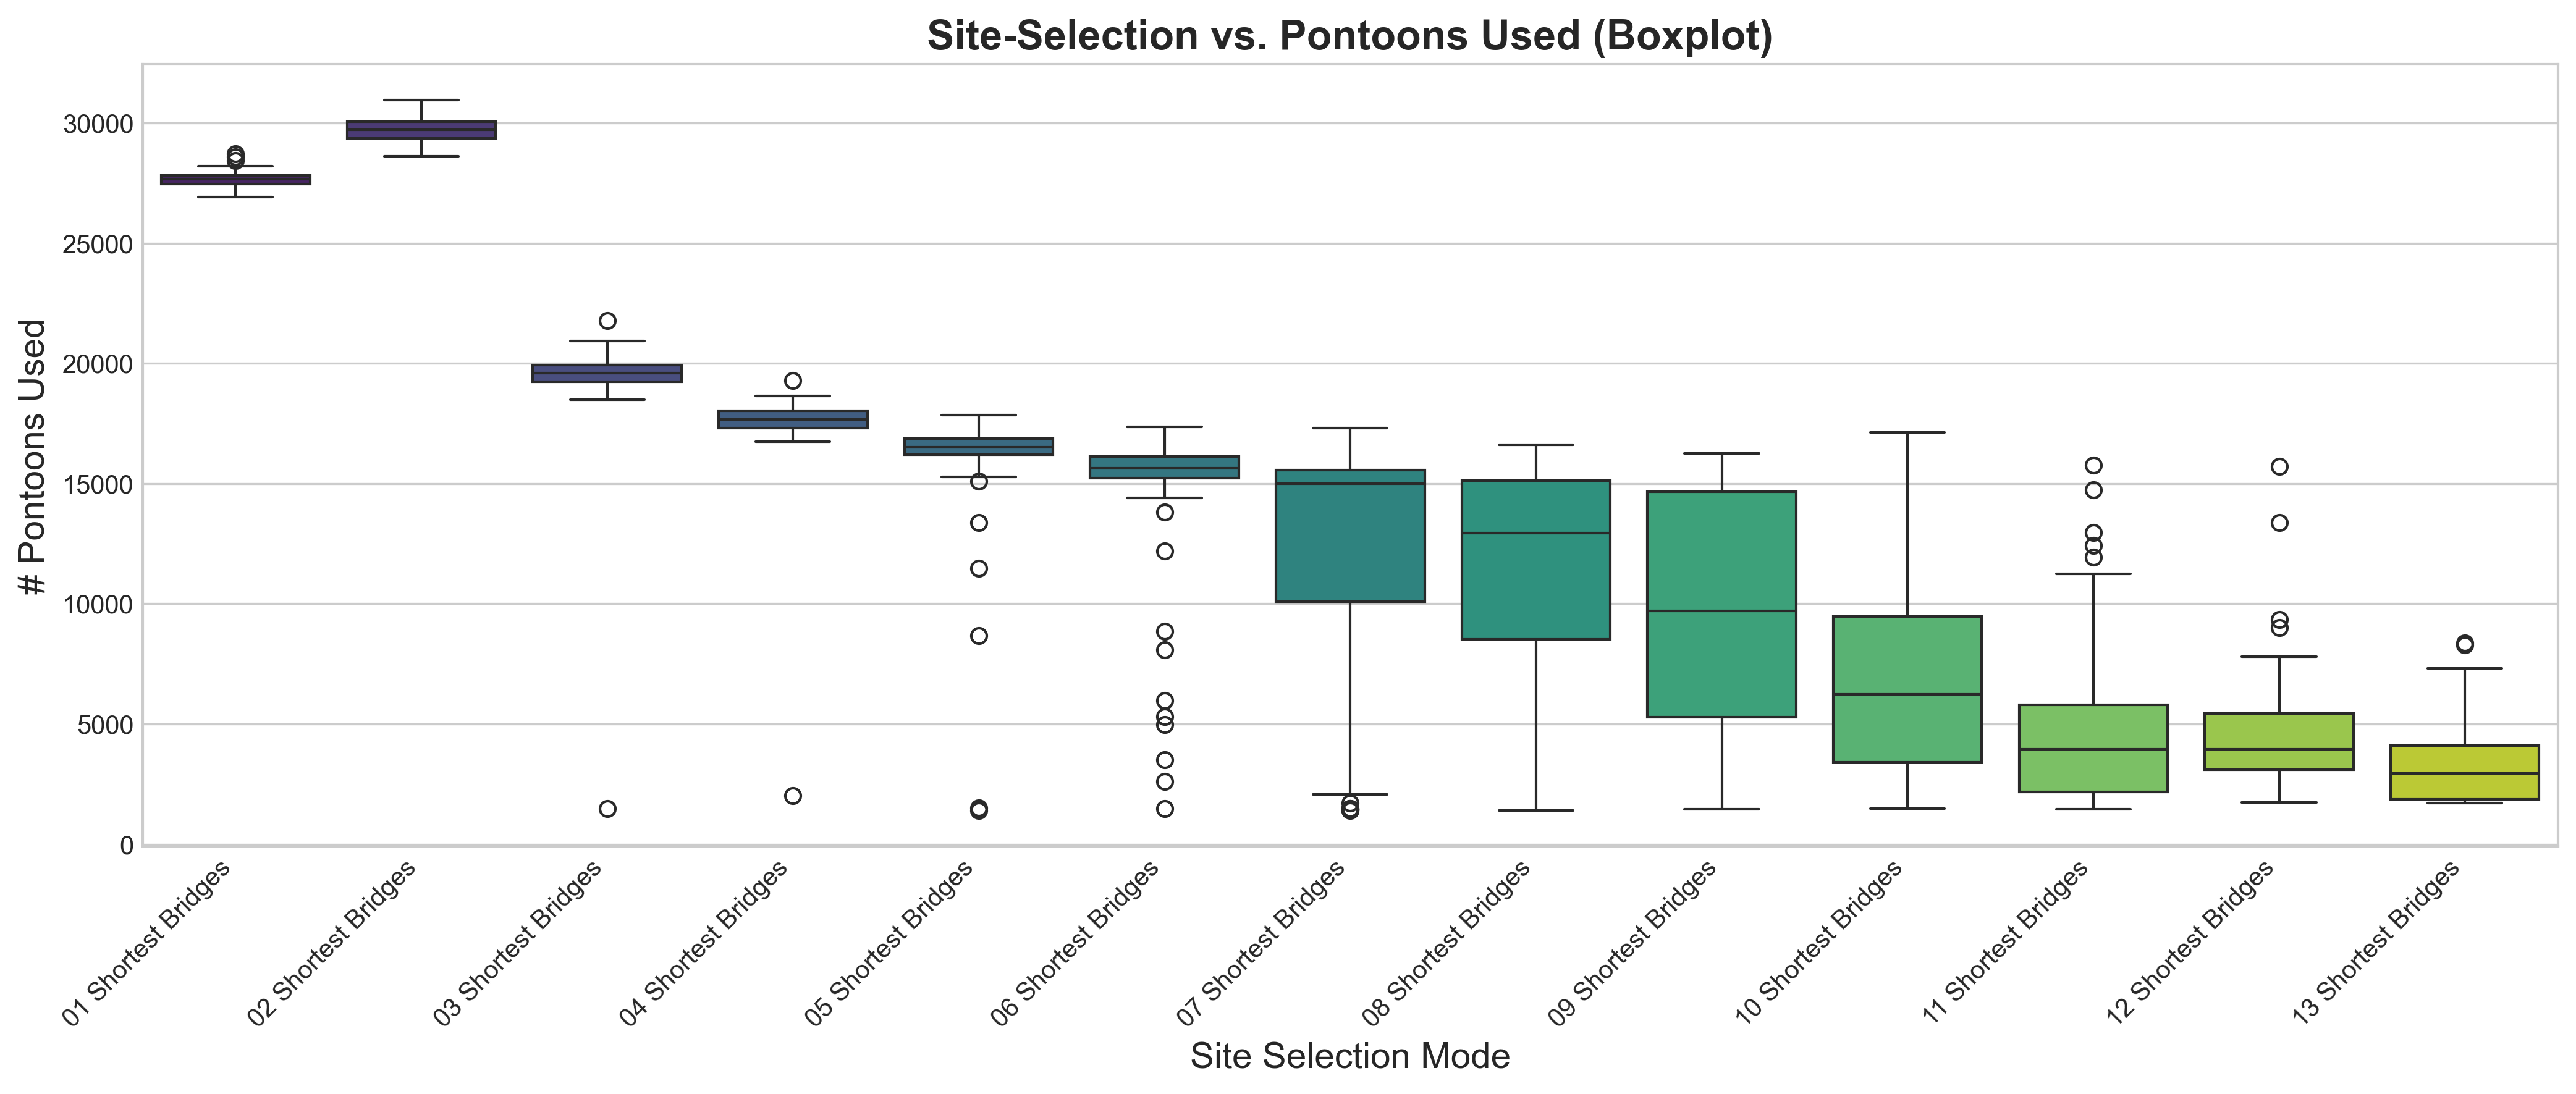 Site-Selection vs. Pontoons Used (Boxplot)
# Pontoons Used
30000
25000
20000
15000
10000
5000
0
01 Shortest Bridges
02 Shortest Bridges
03 Shortest Bridges
04 Shortest Bridges
05 Shortest Bridges
06 Shortest Bridges
07 Shortest Bridges
08 Shortest Bridges
09 Shortest Bridges
10 Shortest Bridges
11 Shortest Bridges
12 Shortest Bridges
13 Shortest Bridges
Site Selection Mode